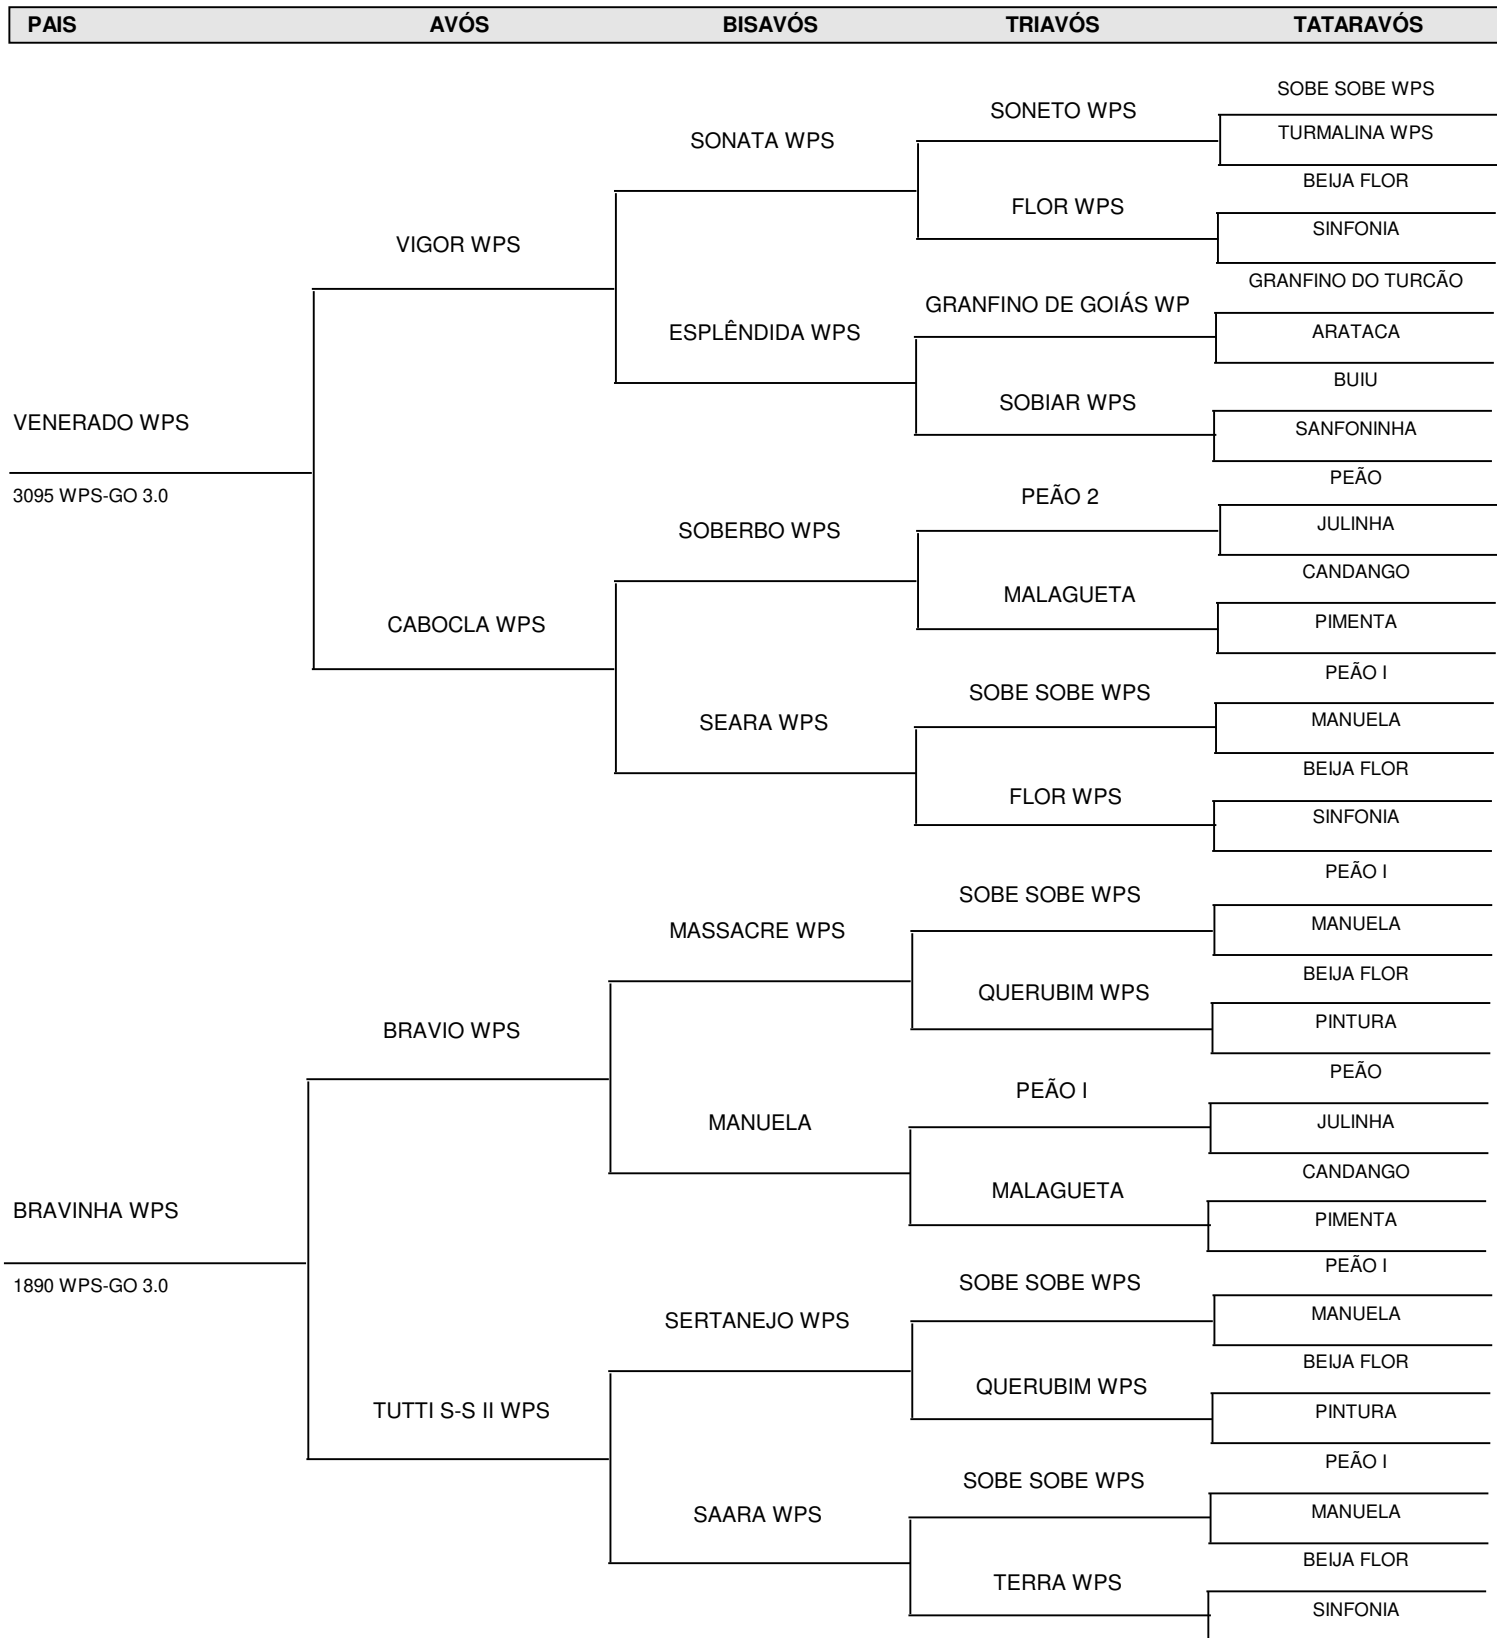 PAIS AVÓS BISAVÓS TRIAVÓS TATARAVÓS
SOBE SOBE WPS
SONETO WPS
TURMALINA WPS
SONATA WPS
BEIJA FLOR
FLOR WPS
SINFONIA
VIGOR WPS
GRANFINO DO TURCÃO
GRANFINO DE GOIÁS WP
ARATACA
ESPLÊNDIDA WPS
BUIU
SOBIAR WPS
VENERADO WPS
SANFONINHA
PEÃO
3095 WPS-GO 3.0
PEÃO 2
JULINHA
SOBERBO WPS
CANDANGO
MALAGUETA
PIMENTA
CABOCLA WPS
PEÃO I
SOBE SOBE WPS
MANUELA
SEARA WPS
BEIJA FLOR
FLOR WPS
SINFONIA
PEÃO I
SOBE SOBE WPS
MANUELA
MASSACRE WPS
BEIJA FLOR
QUERUBIM WPS
PINTURA
BRAVIO WPS
PEÃO
PEÃO I
JULINHA
MANUELA
CANDANGO
MALAGUETA
BRAVINHA WPS
PIMENTA
PEÃO I
1890 WPS-GO 3.0
SOBE SOBE WPS
MANUELA
SERTANEJO WPS
BEIJA FLOR
QUERUBIM WPS
TUTTI S-S II WPS
PINTURA
PEÃO I
SOBE SOBE WPS
MANUELA
SAARA WPS
BEIJA FLOR
TERRA WPS
SINFONIA